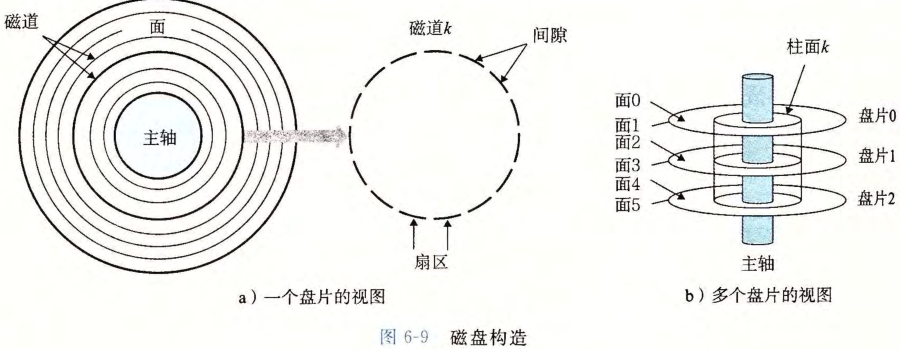 磁道
面
主轴
磁道k
间隙
扇区
a）一个盘片的视图
柱面k
面0
面1
面2
面3
面4
面5
盘片0
盘片1
盘片2
主轴
b）多个盘片的视图
图 6-9 磁盘构造